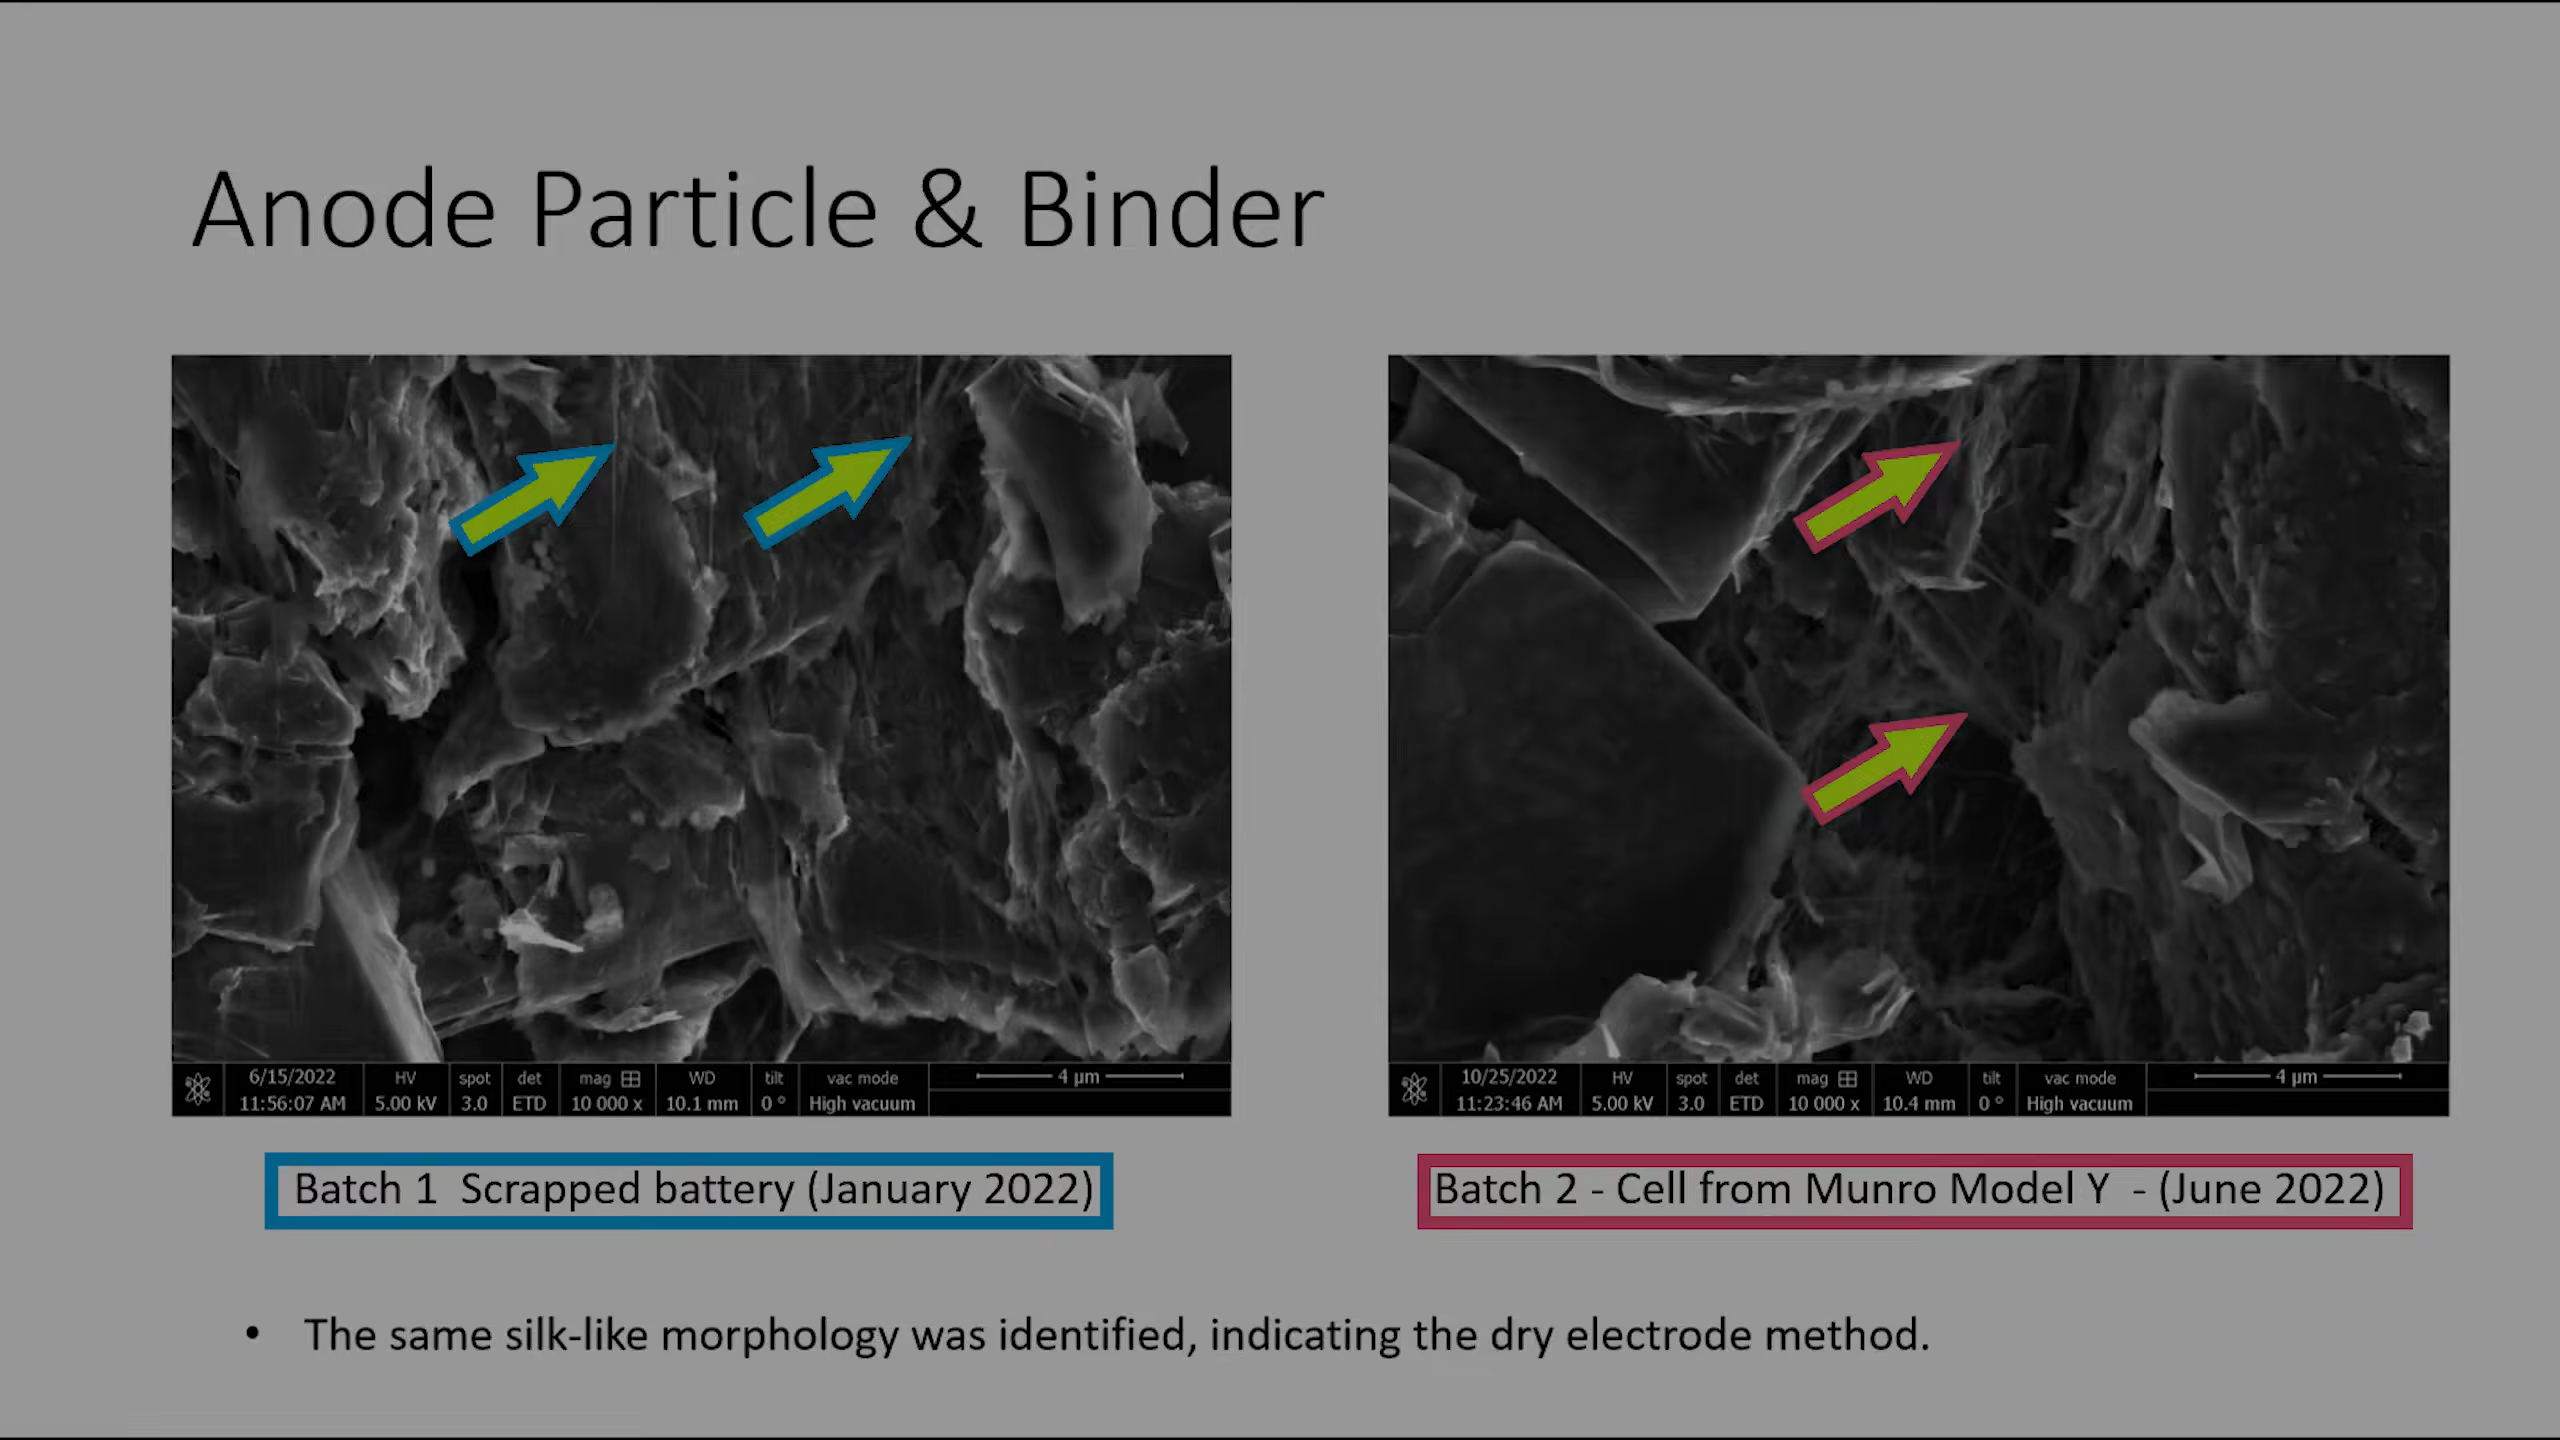 Anode Particle & Binder
6/15/2022 HV spot det mag WD tilt vac mode 4 µm
11:56:07 AM 5.00 kV 3.0 ETD 10 000 x 10.1 mm 0 ° High vacuum
10/25/2022 HV spot det mag WD tilt vac mode 4 µm
11:23:46 AM 5.00 kV 3.0 ETD 10 000 x 10.4 mm 0 ° High vacuum
Batch 1 Scrapped battery (January 2022)
Batch 2 - Cell from Munro Model Y - (June 2022)
• The same silk-like morphology was identified, indicating the dry electrode method.